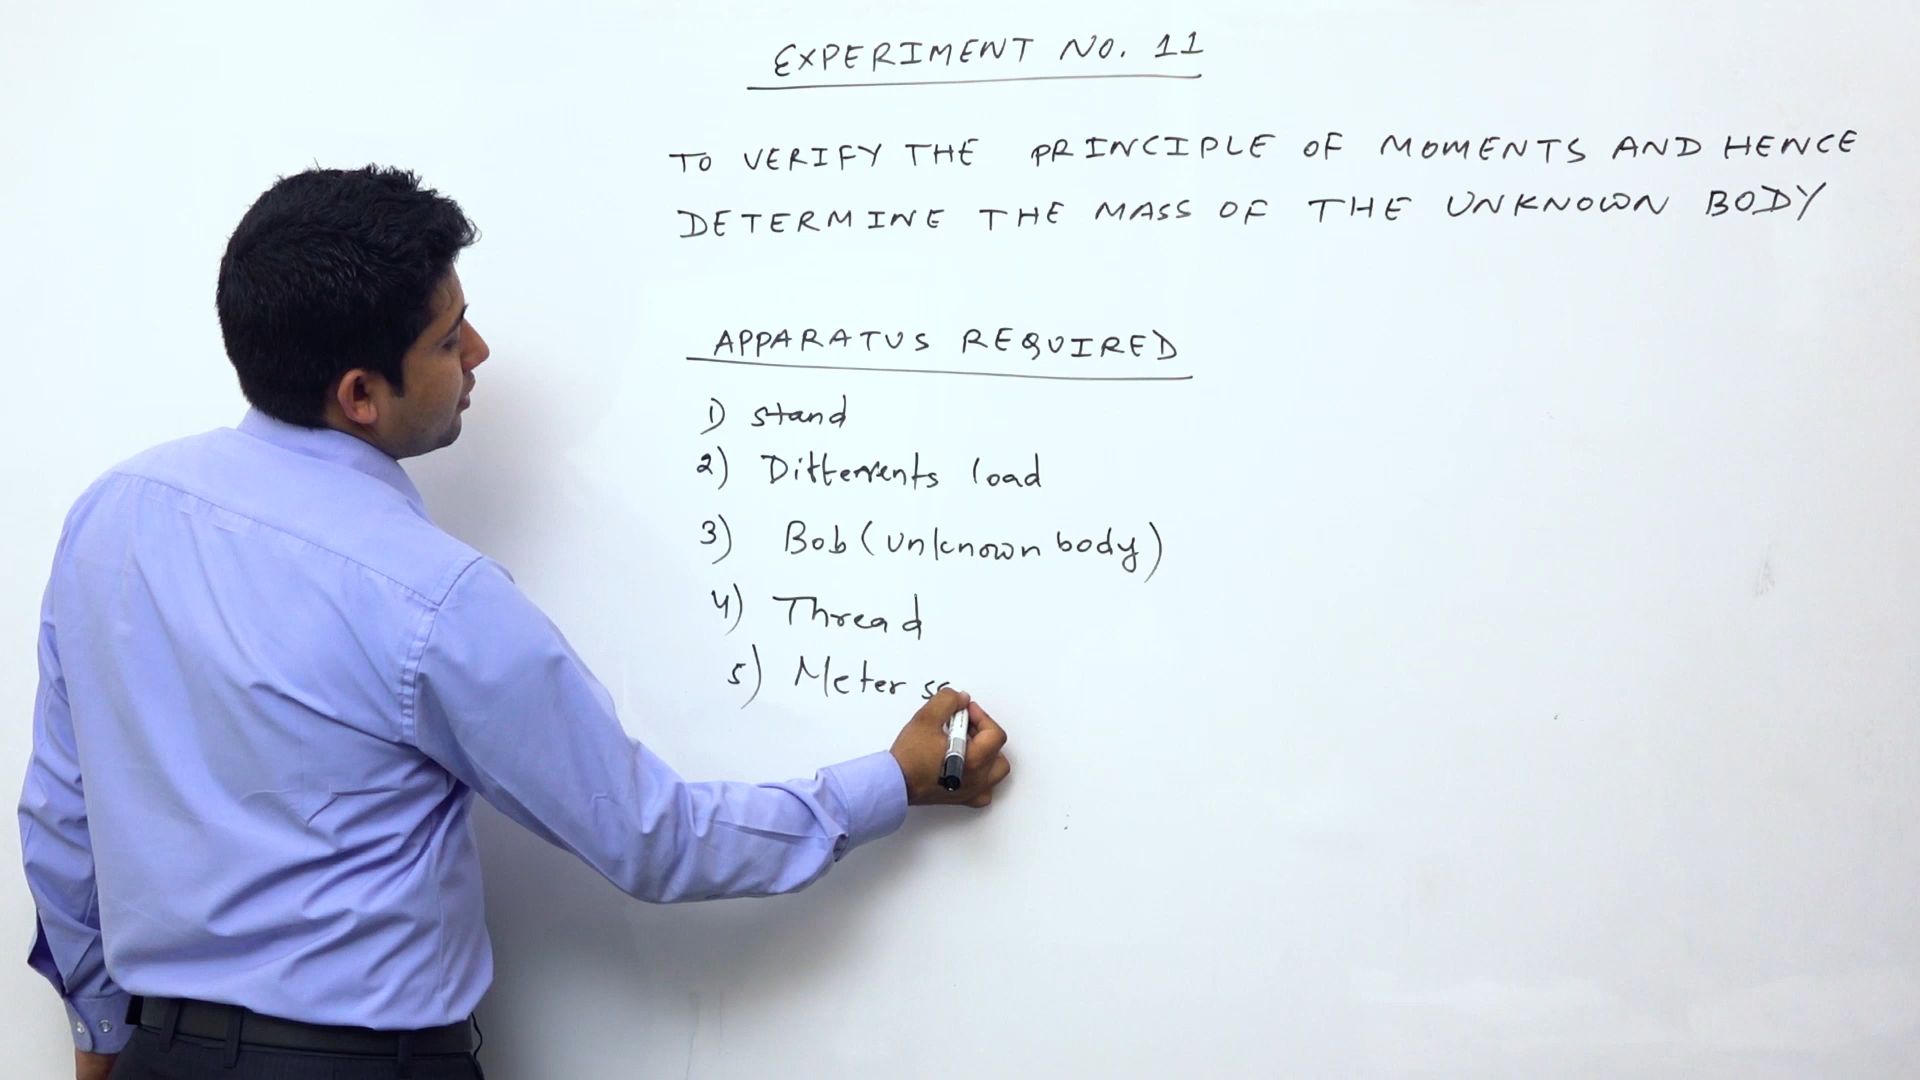 EXPERIMENT NO. 11
TO VERIFY THE PRINCIPLE OF MOMENTS AND HENCE
DETERMINE THE MASS OF THE UNKNOWN BODY
APPARATUS REQUIRED
1) stand
2) Differents load
3) Bob (unknown body)
4) Thread
5) Meter sc